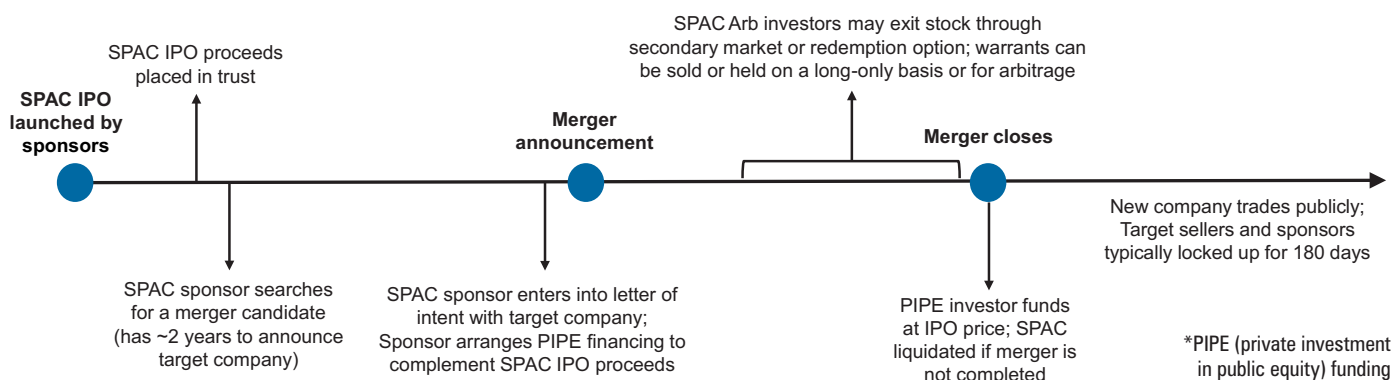 SPAC IPO
launched by
sponsors
SPAC IPO proceeds
placed in trust
SPAC sponsor searches
for a merger candidate
(has ~2 years to announce
target company)
SPAC sponsor enters into letter of
intent with target company;
Sponsor arranges PIPE financing to
complement SPAC IPO proceeds
Merger
announcement
SPAC Arb investors may exit stock through
secondary market or redemption option; warrants can
be sold or held on a long-only basis or for arbitrage
Merger closes
PIPE investor funds
at IPO price; SPAC
liquidated if merger is
not completed
New company trades publicly;
Target sellers and sponsors
typically locked up for 180 days
*PIPE (private investment
in public equity) funding